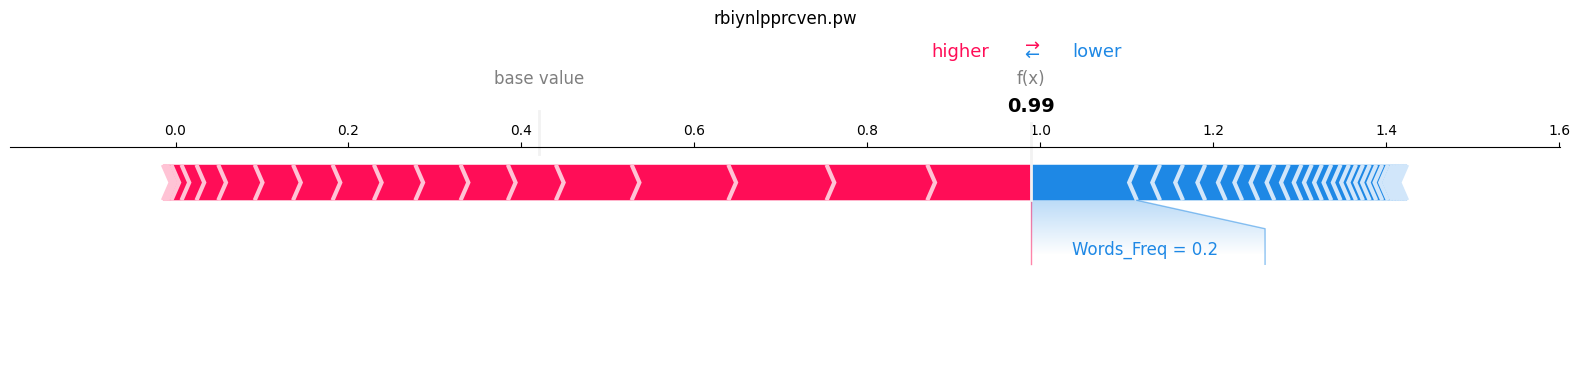 rbiynlpprcven.pw
higher ⇄ lower
base value f(x)
0.99
0.0 0.2 0.4 0.6 0.8 1.0 1.2 1.4 1.6
Words_Freq = 0.2